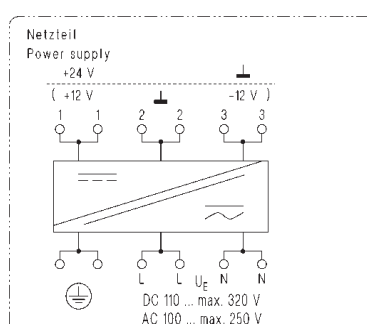 Netzteil
Power supply
+24 V
( +12 V -12 V )
1 1 2 2 3 3
L L UE N N
DC 110 ... max. 320 V
AC 100 ... max. 250 V